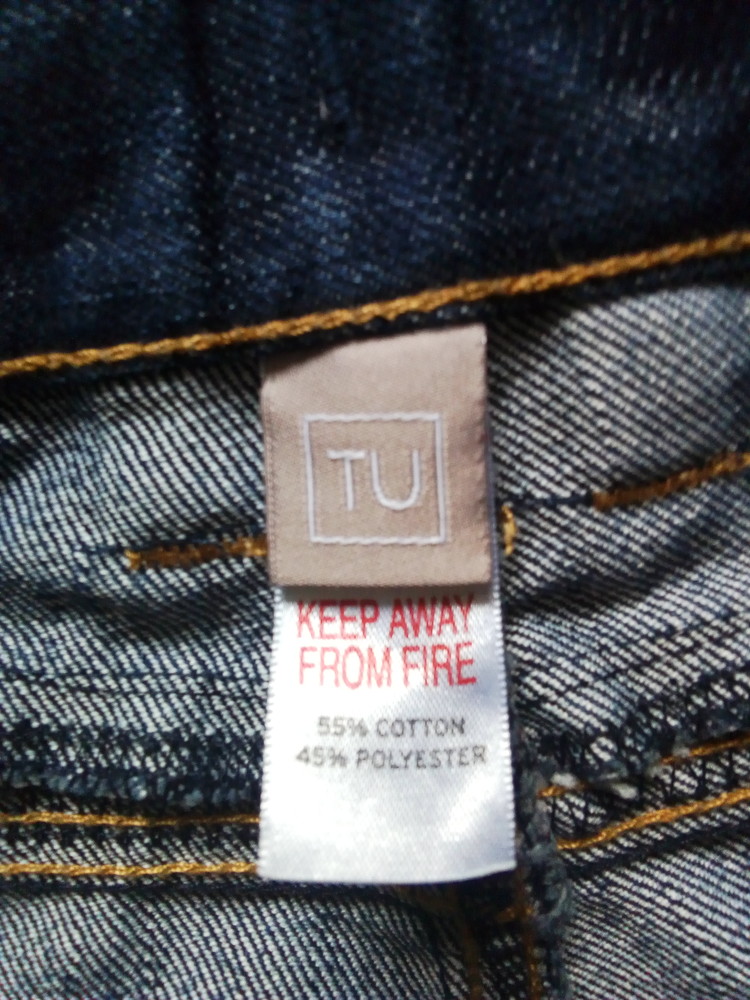 TU
KEEP AWAY
FROM FIRE
55% COTTON
45% POLYESTER